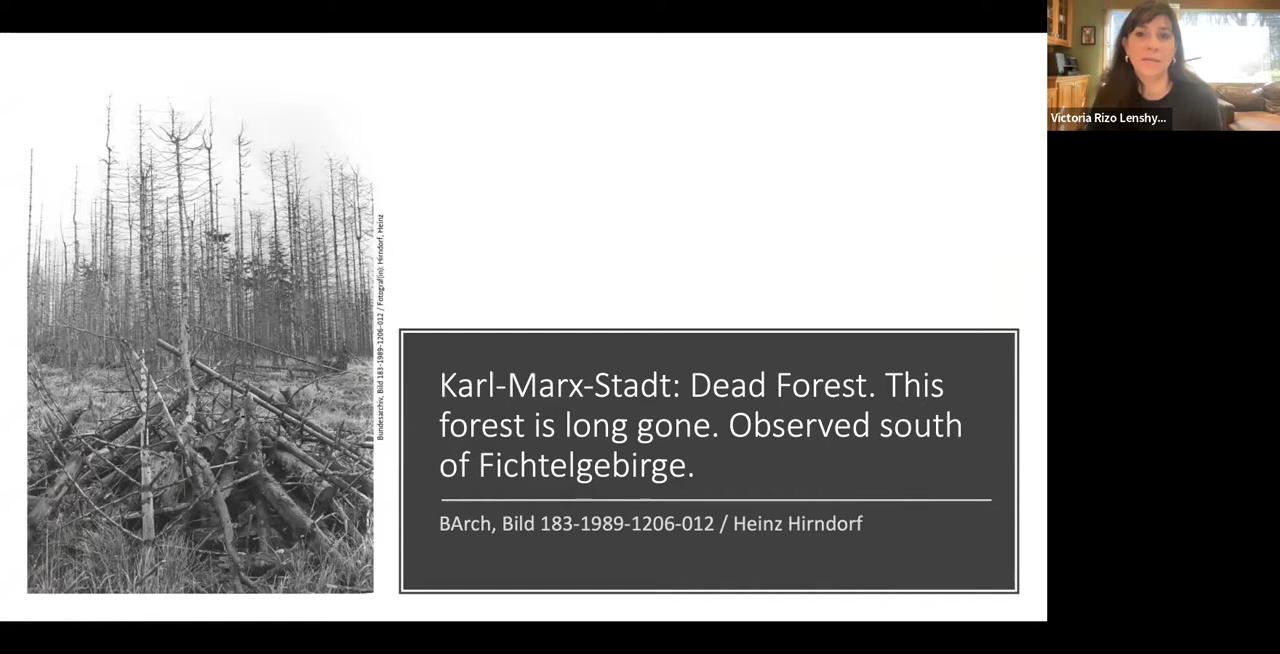 Victoria Rizo Lenshy...
Bundesarchiv, Bild 183-1989-1206-012 / Fotograf(in): Hirndorf, Heinz
Karl-Marx-Stadt: Dead Forest. This
forest is long gone. Observed south
of Fichtelgebirge.
BArch, Bild 183-1989-1206-012 / Heinz Hirndorf